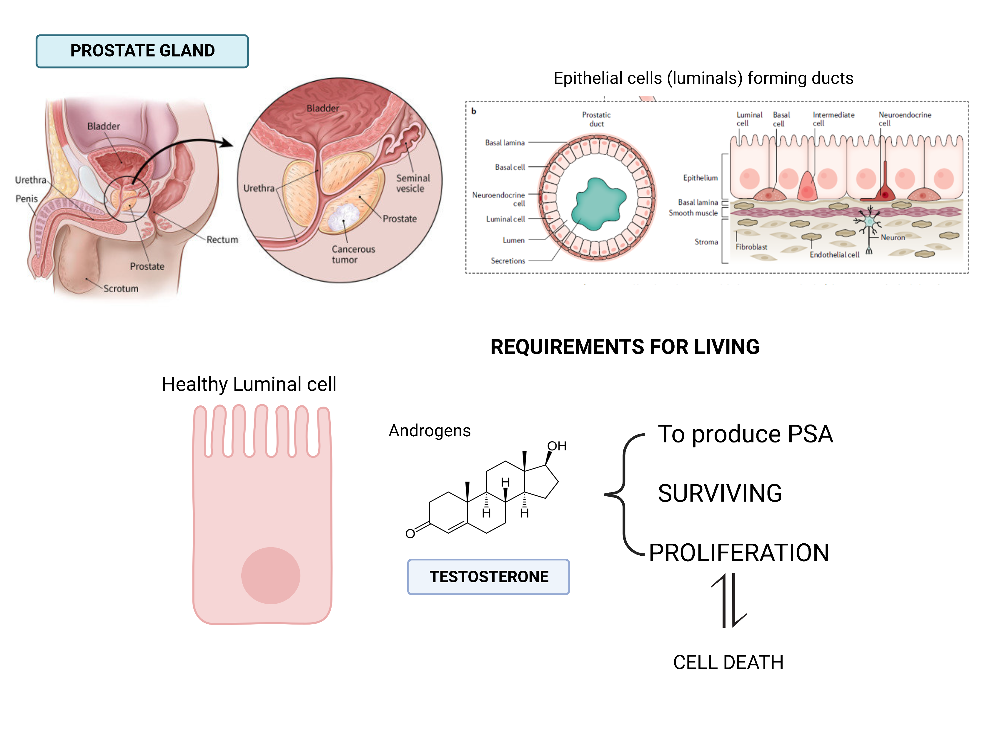 PROSTATE GLAND
Bladder
Urethra
Penis
Rectum
Prostate
Scrotum
Bladder
Urethra
Seminal
vesicle
Prostate
Cancerous
tumor
Epithelial cells (luminals) forming ducts
b
Prostatic
duct
Basal lamina
Basal cell
Neuroendocrine
cell
Luminal cell
Lumen
Secretions
Luminal
cell
Basal
cell
Intermediate
cell
Neuroendocrine
cell
Epithelium
Basal lamina
Smooth muscle
Stroma
Fibroblast
Endothelial cell
Neuron
REQUIREMENTS FOR LIVING
Healthy Luminal cell
Androgens
OH
H
H
H
O
TESTOSTERONE
To produce PSA
SURVIVING
PROLIFERATION
CELL DEATH